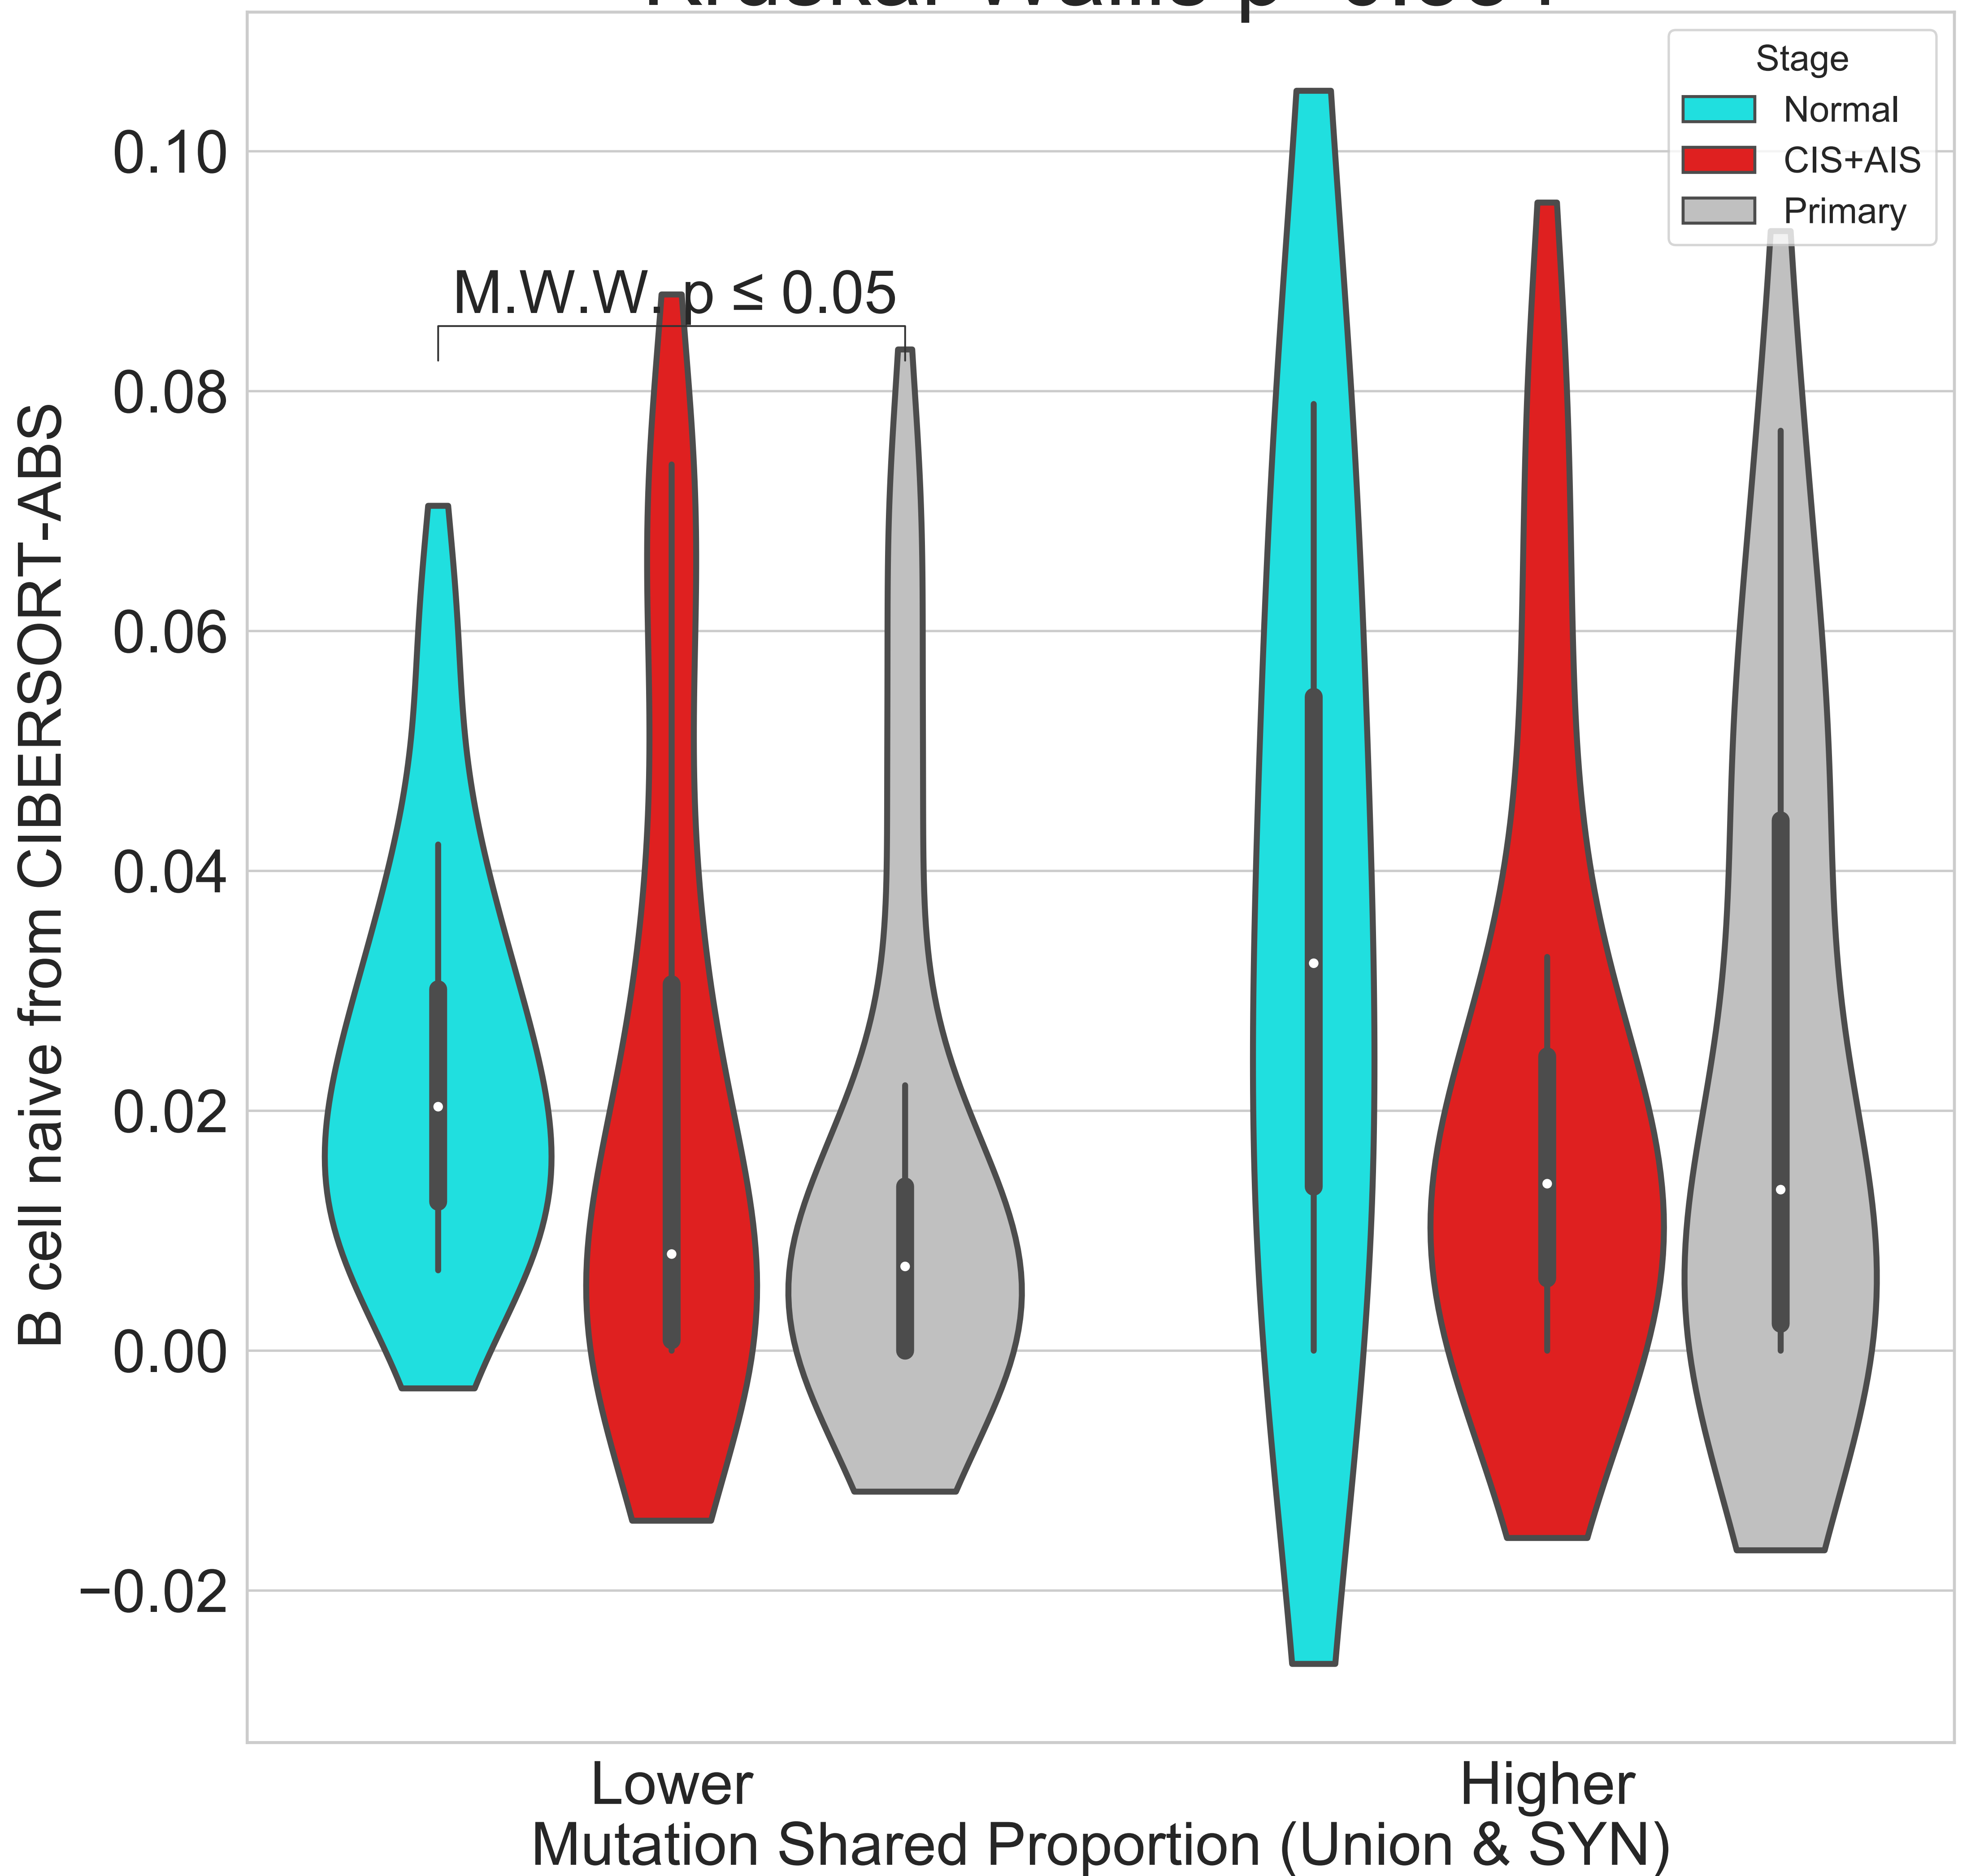 Stage
Normal
CIS+AIS
Primary
M.W.W. p ≤ 0.05
0.10
0.08
0.06
0.04
0.02
0.00
−0.02
B cell naive from CIBERSORT-ABS
Lower
Higher
Mutation Shared Proportion (Union & SYN)